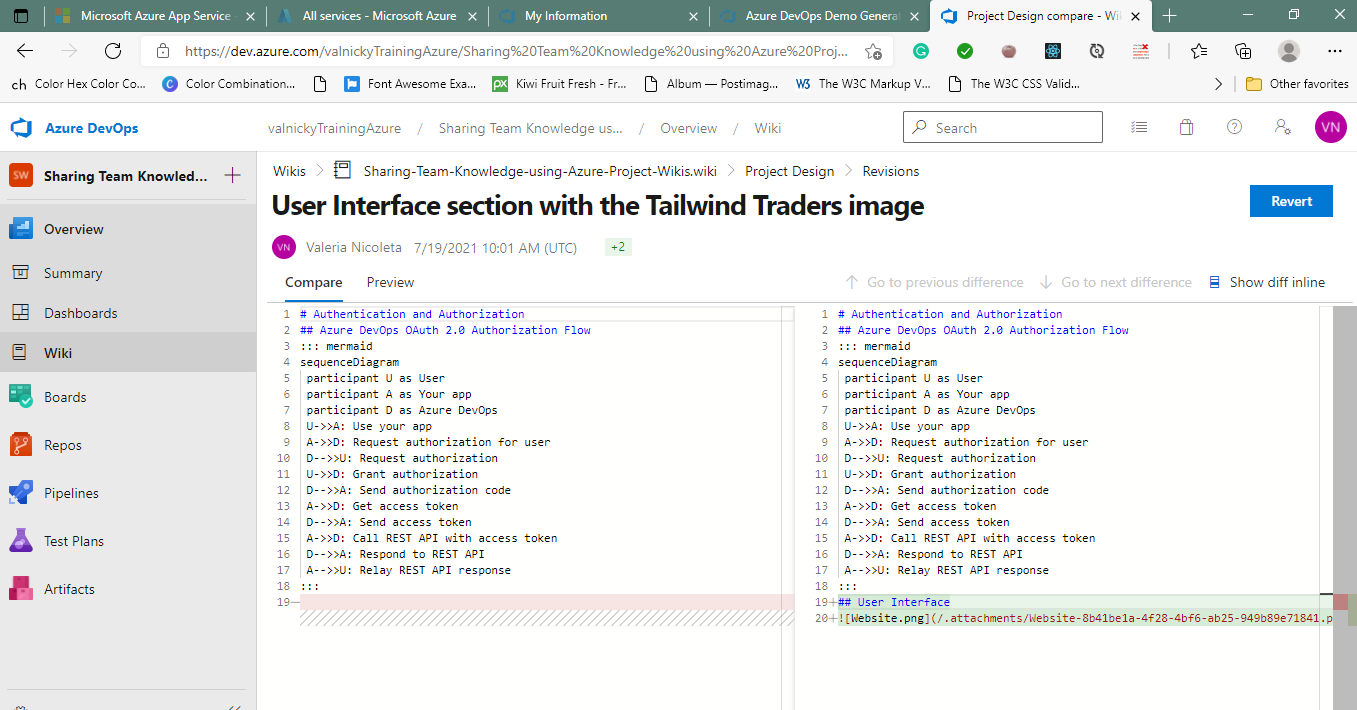 Microsoft Azure App Service -
All services - Microsoft Azure
My Information
Azure DevOps Demo Genera
Project Design compare - Wi
https://dev.azure.com/valnickyTrainingAzure/Sharing%20Team%20Knowledge%20using%20Azure%20Proj...
ch Color Hex Color Co...
C Color Combination...
Font Awesome Exa...
px Kiwi Fruit Fresh - Fr...
Album — Postimag...
W3 The W3C Markup V...
The W3C CSS Valid...
Other favorites
Azure DevOps
valnickyTrainingAzure / Sharing Team Knowledge us... / Overview / Wiki
Search
VN
SW Sharing Team Knowled...
Overview
Summary
Dashboards
Wiki
Boards
Repos
Pipelines
Test Plans
Artifacts
Wikis > Sharing-Team-Knowledge-using-Azure-Project-Wikis.wiki > Project Design > Revisions
User Interface section with the Tailwind Traders image
Revert
VN Valeria Nicoleta 7/19/2021 10:01 AM (UTC) +2
Compare Preview
Go to previous difference Go to next difference Show diff inline
1 # Authentication and Authorization
2 ## Azure DevOps OAuth 2.0 Authorization Flow
3 ::: mermaid
4 sequenceDiagram
5 participant U as User
6 participant A as Your app
7 participant D as Azure DevOps
8 U->>A: Use your app
9 A->>D: Request authorization for user
10 D-->>U: Request authorization
11 U->>D: Grant authorization
12 D-->>A: Send authorization code
13 A->>D: Get access token
14 D-->>A: Send access token
15 A->>D: Call REST API with access token
16 D-->>A: Respond to REST API
17 A-->>U: Relay REST API response
18 :::
19-
1 # Authentication and Authorization
2 ## Azure DevOps OAuth 2.0 Authorization Flow
3 ::: mermaid
4 sequenceDiagram
5 participant U as User
6 participant A as Your app
7 participant D as Azure DevOps
8 U->>A: Use your app
9 A->>D: Request authorization for user
10 D-->>U: Request authorization
11 U->>D: Grant authorization
12 D-->>A: Send authorization code
13 A->>D: Get access token
14 D-->>A: Send access token
15 A->>D: Call REST API with access token
16 D-->>A: Respond to REST API
17 A-->>U: Relay REST API response
18 :::
19+ ## User Interface
20+ ![Website.png](/.attachments/Website-8b41be1a-4f28-4bf6-ab25-949b89e71841.p